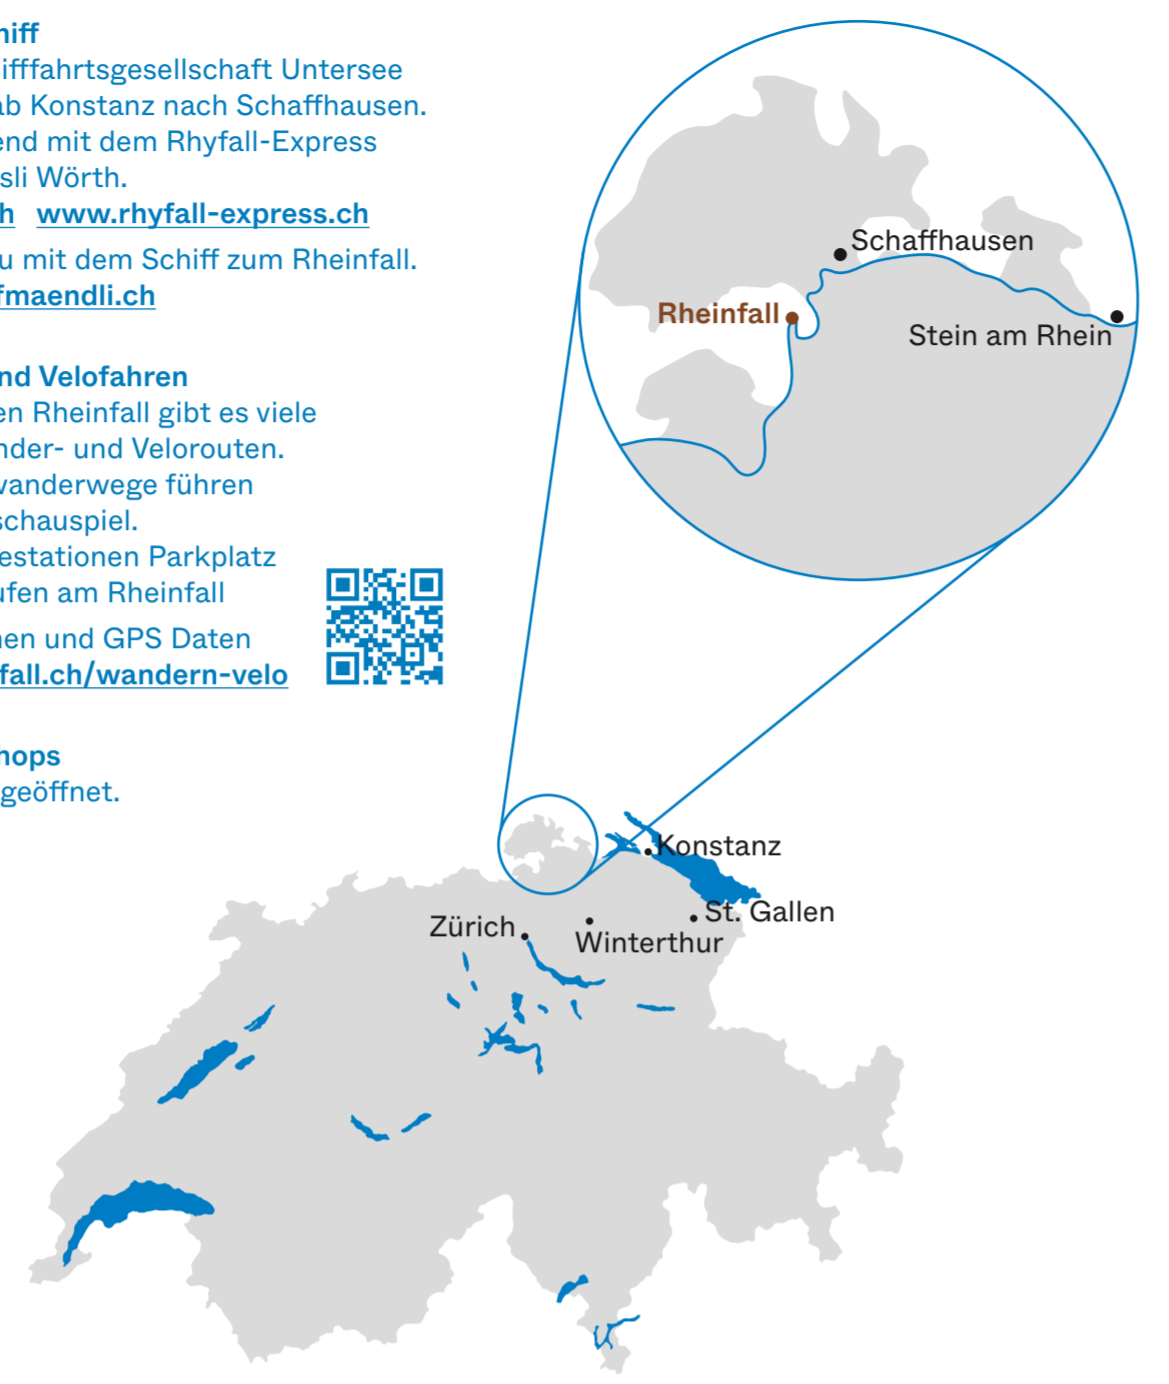 hiff
ifffahrtsgesellschaft Untersee
ab Konstanz nach Schaffhausen.
end mit dem Rhyfall-Express
sli Wörth.
h www.rhyfall-express.ch
u mit dem Schiff zum Rheinfall.
fmaendli.ch
nd Velofahren
en Rheinfall gibt es viele
nder- und Velorouten.
wanderwege führen
schauspiel.
estationen Parkplatz
ufen am Rheinfall
nen und GPS Daten
fall.ch/wandern-velo
hops
geöffnet.
Schaffhausen
Rheinfall
Stein am Rhein
Konstanz
St. Gallen
Zürich
Winterthur